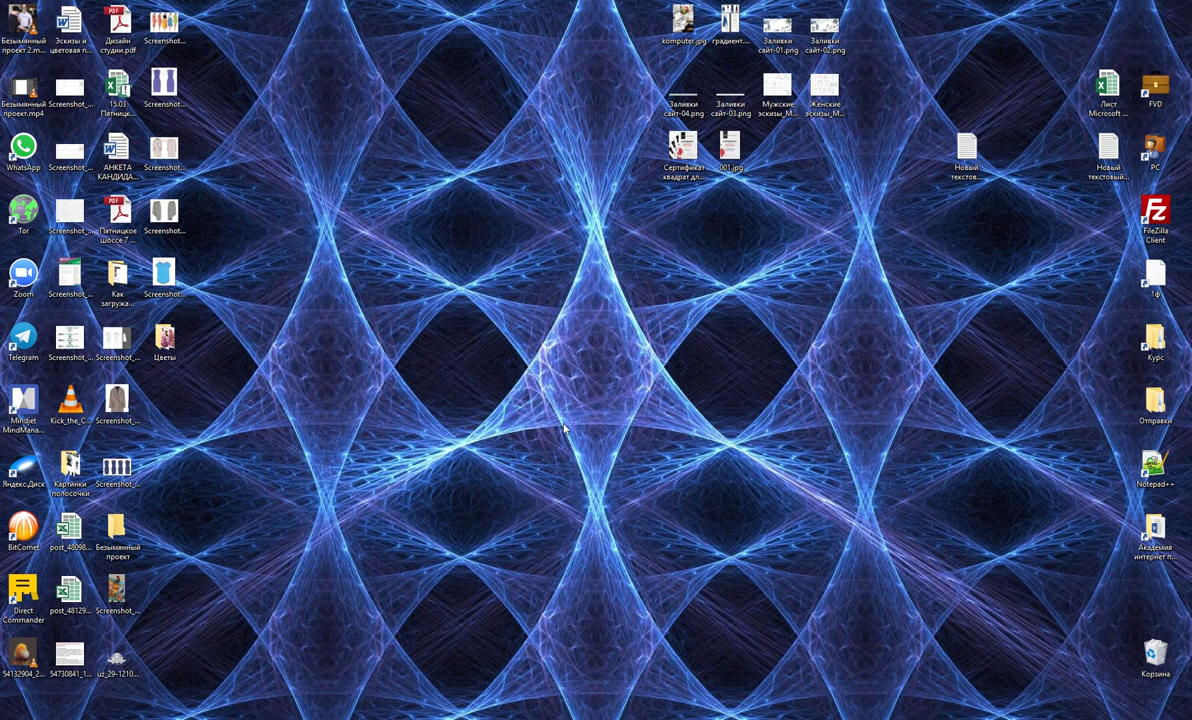 Безымянный
проект 2.m...
Эскизы и
цветовая п...
Дизайн
студии.pdf
Screenshot...
komputer.jpg
градиент....
Заливки
сайт-01.png
Заливки
сайт-02.png
Безымянный
проект.mp4
Screenshot_...
15.03
Пятницк...
Screenshot...
Заливки
сайт-04.png
Заливки
сайт-03.png
Мужские
эскизы_М...
Женские
эскизы_М...
Лист
Microsoft ...
FVD
WhatsApp
Screenshot_...
АНКЕТА
КАНДИДА...
Screenshot...
Сертификат
квадрат дл...
001.jpg
Новый
текстов...
Новый
текстовый...
PC
Tor
Screenshot_...
Пятницкое
шоссе 7 ...
Screenshot...
FileZilla
Client
Zoom
Screenshot_...
Как
загружа...
Screenshot...
1ф
Telegram
Screenshot_...
Screenshot_...
Цветы
Курс
Mindjet
MindMana...
Kick_the_C...
Screenshot_...
Отправки
Яндекс.Диск
Картинки
полосочки
Screenshot_...
Notepad++
BitComet
post_48098...
Безымянный
проект
Академия
интернет п...
Direct
Commander
post_48129...
Screenshot_...
54132904_2...
54730841_1...
uz_29-1210...
Корзина